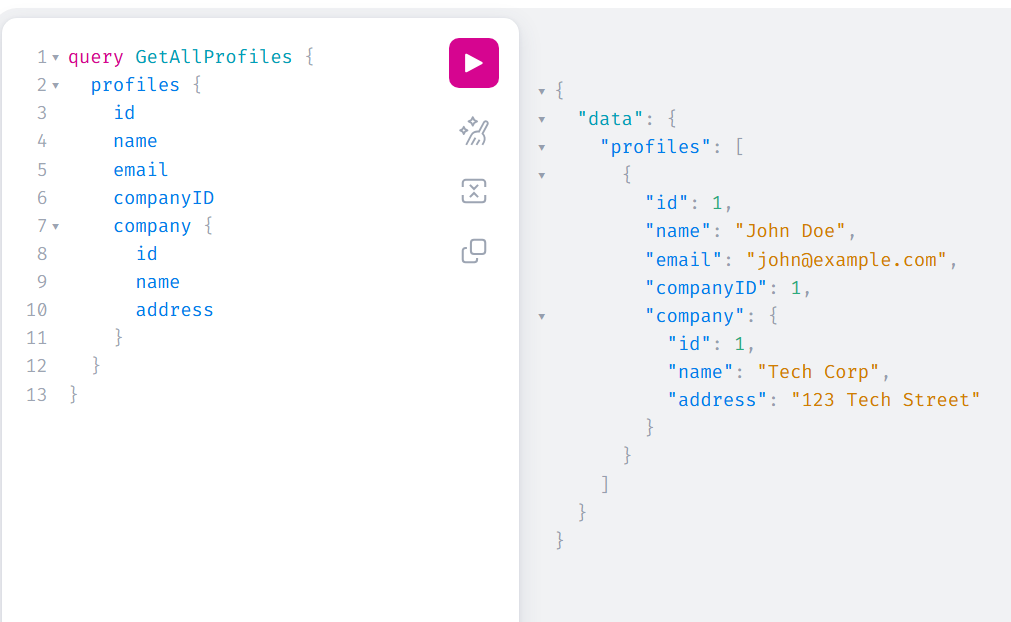 1 query GetAllProfiles {
2   profiles {
3     id
4     name
5     email
6     companyID
7     company {
8       id
9       name
10       address
11     }
12   }
13 }
{
  "data": {
    "profiles": [
      {
        "id": 1,
        "name": "John Doe",
        "email": "john@example.com",
        "companyID": 1,
        "company": {
          "id": 1,
          "name": "Tech Corp",
          "address": "123 Tech Street"
        }
      }
    ]
  }
}